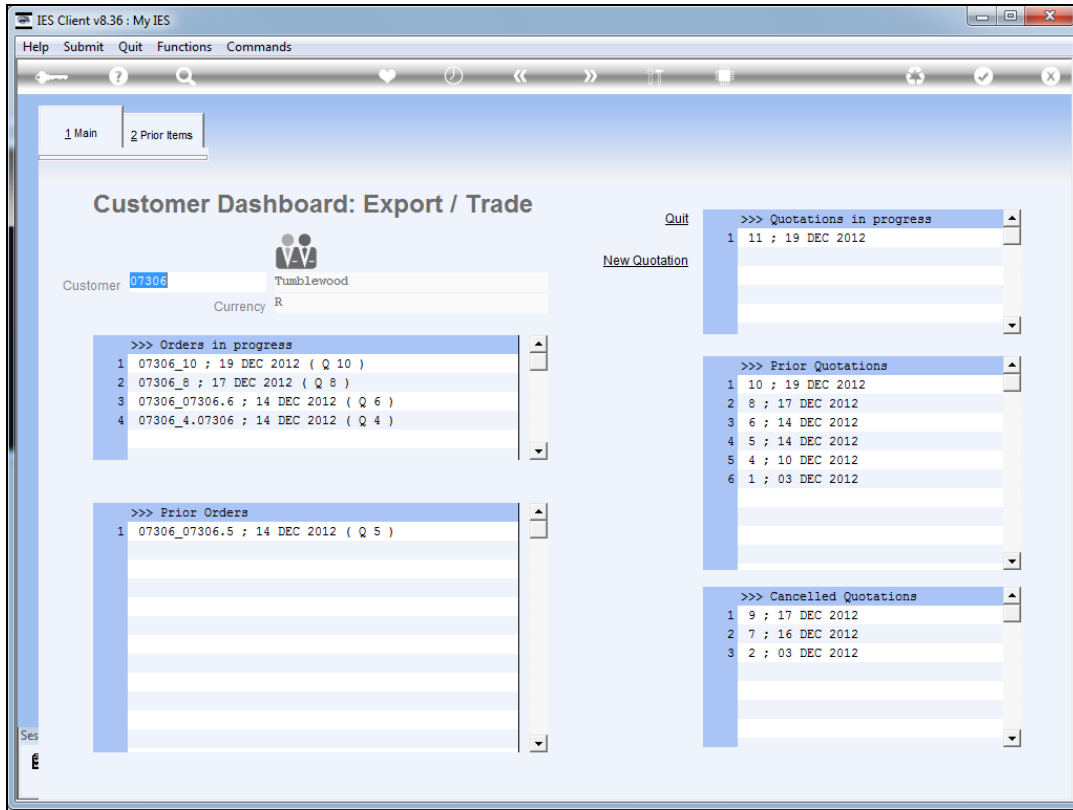 IES Client v8.36 : My IES
Help Submit Quit Functions Commands
1 Main
2 Prior Items
Customer Dashboard: Export / Trade
Customer 07306 Tumblewood
Currency R
Quit
New Quotation
>>> Orders in progress
1 07306_10 ; 19 DEC 2012 ( Q 10 )
2 07306_8 ; 17 DEC 2012 ( Q 8 )
3 07306_07306.6 ; 14 DEC 2012 ( Q 6 )
4 07306_4.07306 ; 14 DEC 2012 ( Q 4 )
>>> Prior Orders
1 07306_07306.5 ; 14 DEC 2012 ( Q 5 )
>>> Quotations in progress
1 11 ; 19 DEC 2012
>>> Prior Quotations
1 10 ; 19 DEC 2012
2 8 ; 17 DEC 2012
3 6 ; 14 DEC 2012
4 5 ; 14 DEC 2012
5 4 ; 10 DEC 2012
6 1 ; 03 DEC 2012
>>> Cancelled Quotations
1 9 ; 17 DEC 2012
2 7 ; 16 DEC 2012
3 2 ; 03 DEC 2012
Ses